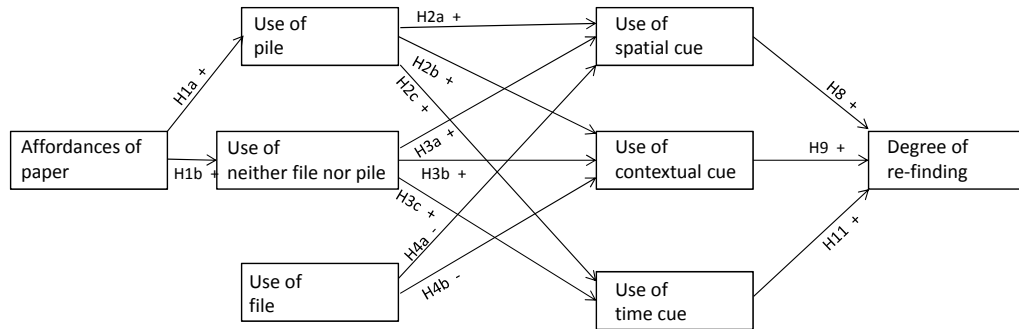 Use of
pile
H2a +
Use of
spatial cue
H1a +
H2b +
H2c +
H8 +
Affordances of
paper
H1b +
Use of
neither file nor pile
H3a +
H3b +
H3c +
Use of
contextual cue
H9 +
Degree of
re-finding
H4a -
H4b -
H11 +
Use of
file
Use of
time cue